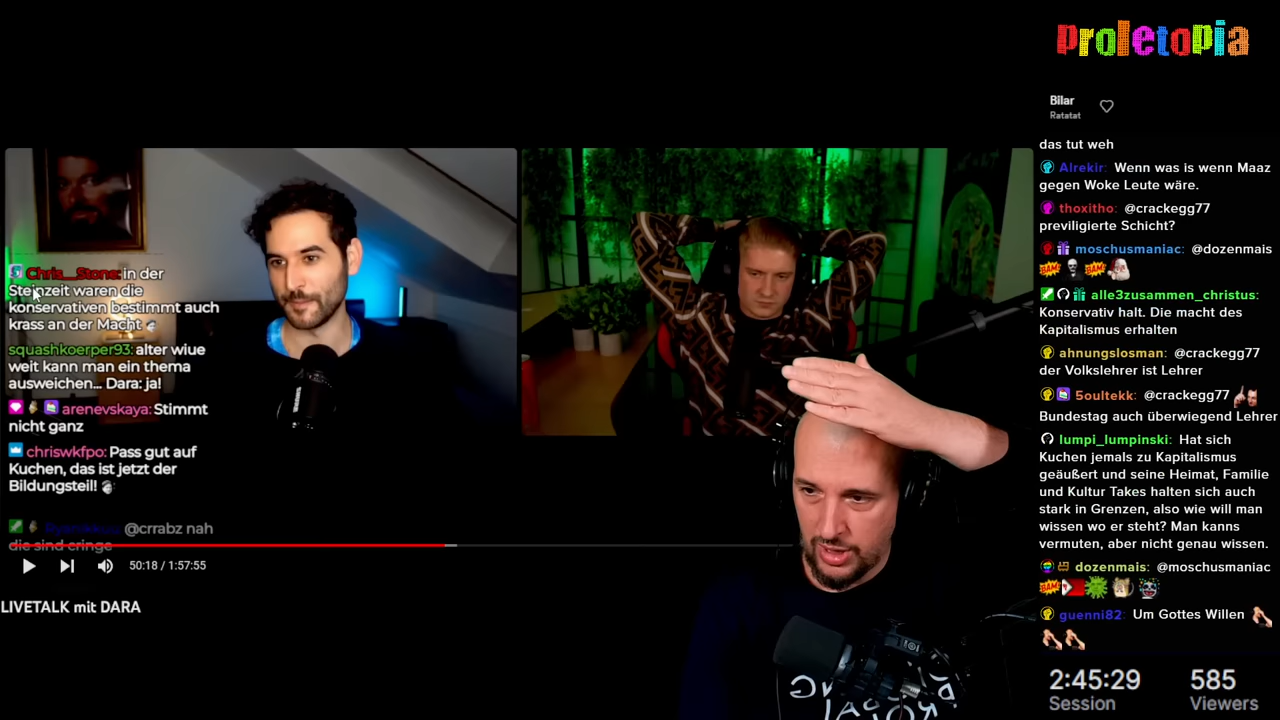 proletopia
Bilar
Ratatat
das tut weh
Alrekir: Wenn was is wenn Maaz
gegen Woke Leute wäre.
thoxitho: @crackegg77
previligierte Schicht?
moschusmaniac: @dozenmais
BAM! BAM!
alle3zusammen_christus:
Konservativ halt. Die macht des
Kapitalismus erhalten
ahnungslosman: @crackegg77
der Volkslehrer ist Lehrer
5oultekk: @crackegg77
Bundestag auch überwiegend Lehrer
lumpi_lumpinski: Hat sich
Kuchen jemals zu Kapitalismus
geäußert und seine Heimat, Familie
und Kultur Takes halten sich auch
stark in Grenzen, also wie will man
wissen wo er steht? Man kanns
vermuten, aber nicht genau wissen.
dozenmais: @moschusmaniac
BAM!
guenni82: Um Gottes Willen
2:45:29 585
Session Viewers
Chris__Stone: in der
Steinzeit waren die
konservativen bestimmt auch
krass an der Macht
squashkoerper93: alter wiue
weit kann man ein thema
ausweichen... Dara: ja!
arenevskaya: Stimmt
nicht ganz
chriswkfpo: Pass gut auf
Kuchen, das ist jetzt der
Bildungsteil!
@crrabz nah
die sind cringe
50:18 / 1:57:55
LIVETALK mit DARA